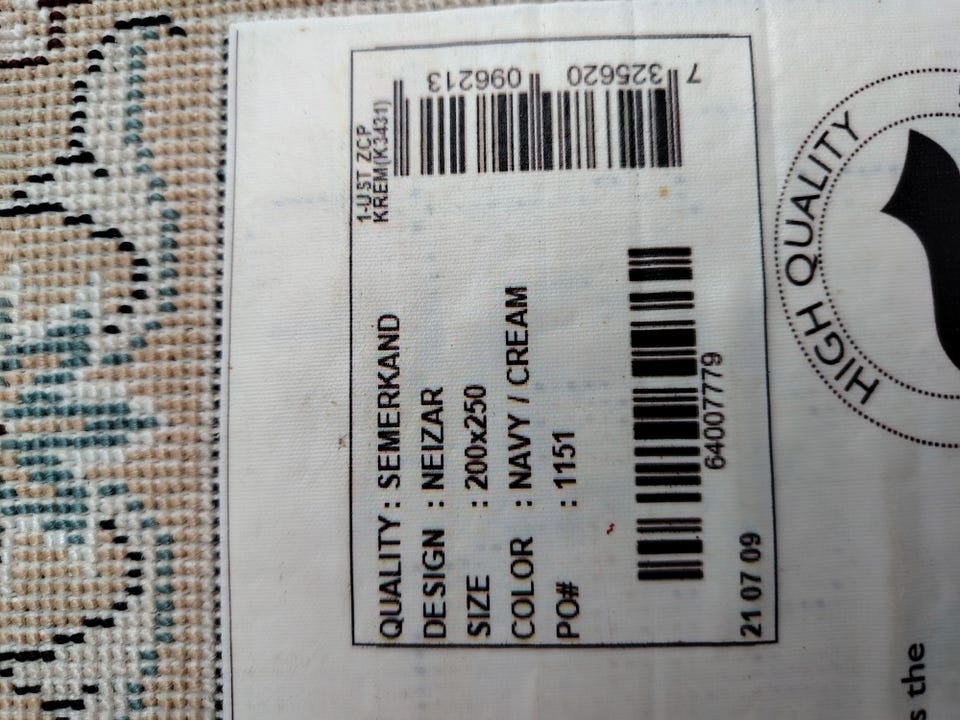 1-UST ZCP
KREM(K3431)
7 325620 096213
QUALITY : SEMERKAND
DESIGN : NEIZAR
SIZE : 200x250
COLOR : NAVY / CREAM
PO# : 1151
64007779
21 07 09
HIGH QUALITY
s the